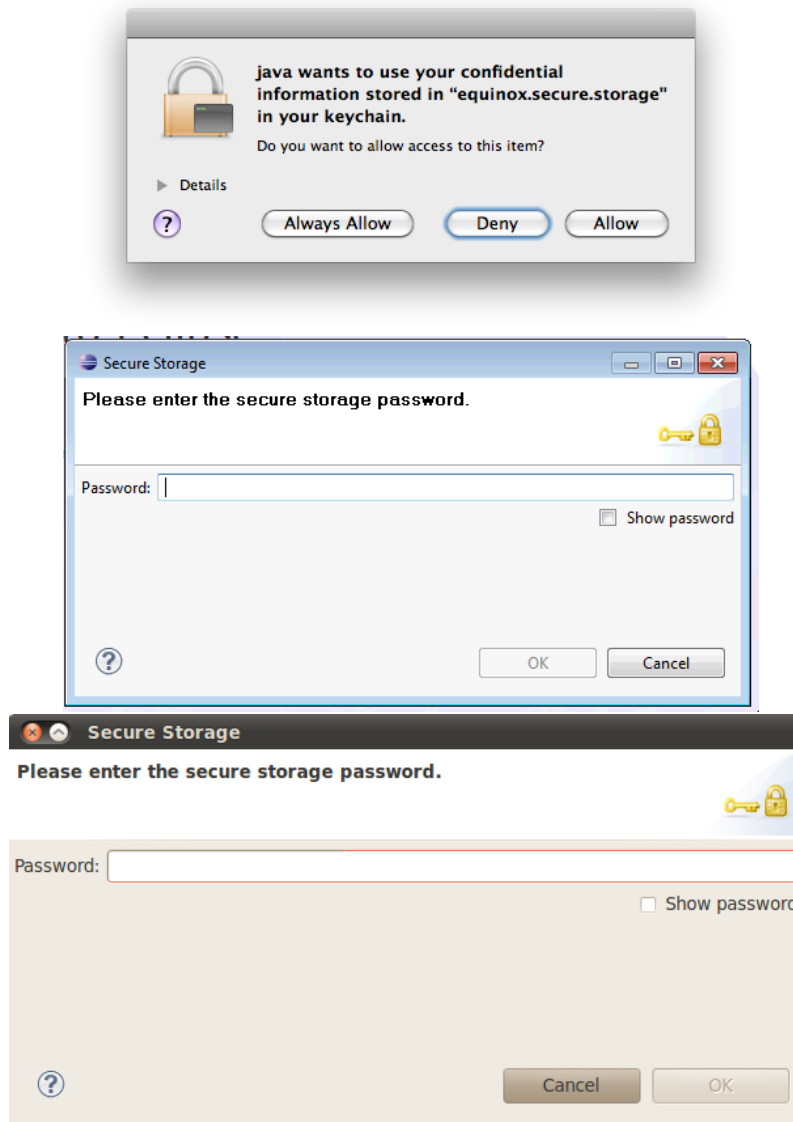 java wants to use your confidential
information stored in “equinox.secure.storage”
in your keychain.
Do you want to allow access to this item?
Details
?
Always Allow
Deny
Allow
Secure Storage
Please enter the secure storage password.
Password:
Show password
?
OK
Cancel
Secure Storage
Please enter the secure storage password.
Password:
Show password
?
Cancel
OK